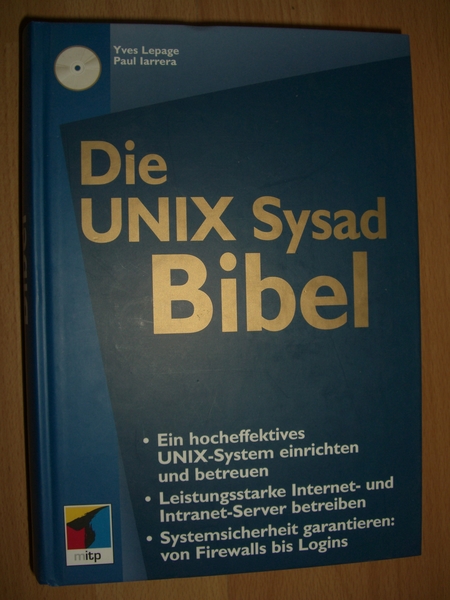 Yves Lepage
Paul Iarrera
Die
UNIX Sysad
Bibel
• Ein hocheffektives
UNIX-System einrichten
und betreuen
• Leistungsstarke Internet- und
Intranet-Server betreiben
• Systemsicherheit garantieren:
von Firewalls bis Logins
mitp